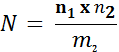 N = n₁ x n₂ / m₂